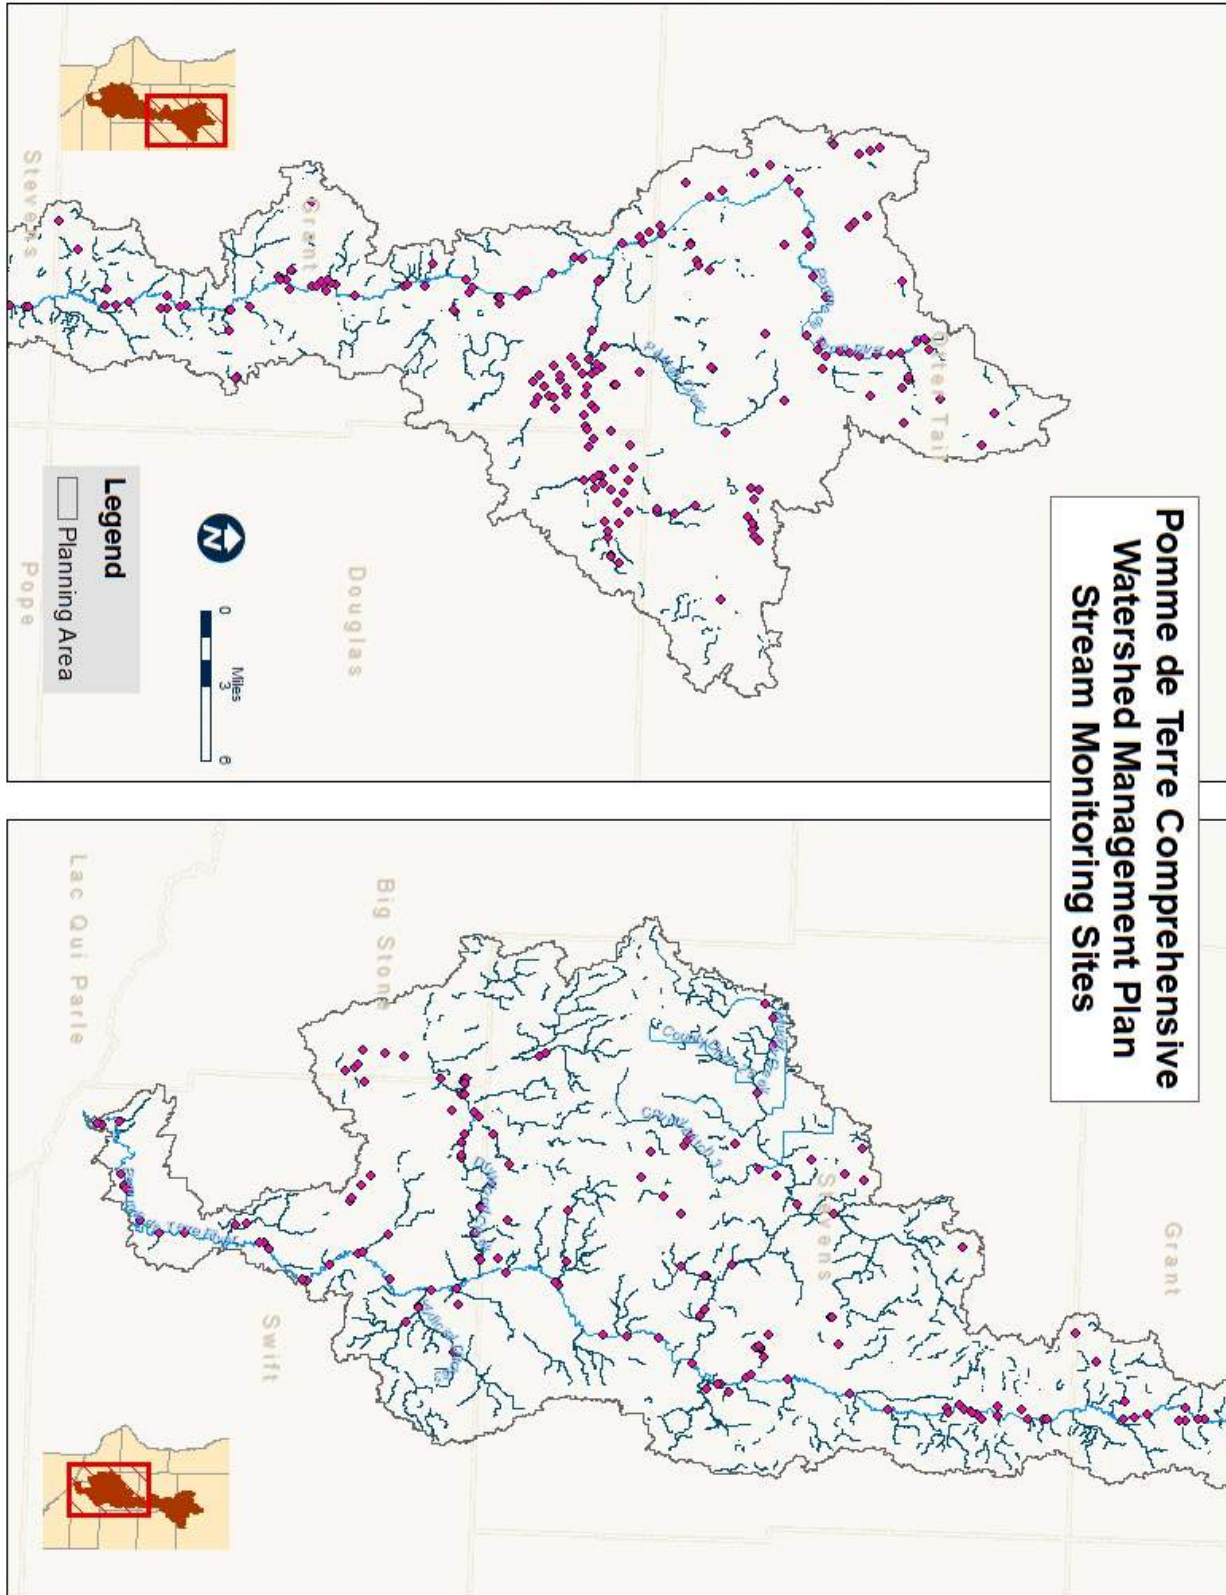 Pomme de Terre Comprehensive
Watershed Management Plan
Stream Monitoring Sites
Otter Tail
Grant
Stevens
Douglas
Pope
Legend
Planning Area
N
0
3
6
Miles
Grant
Stevens
Big Stone
Swift
Lac Qui Parle